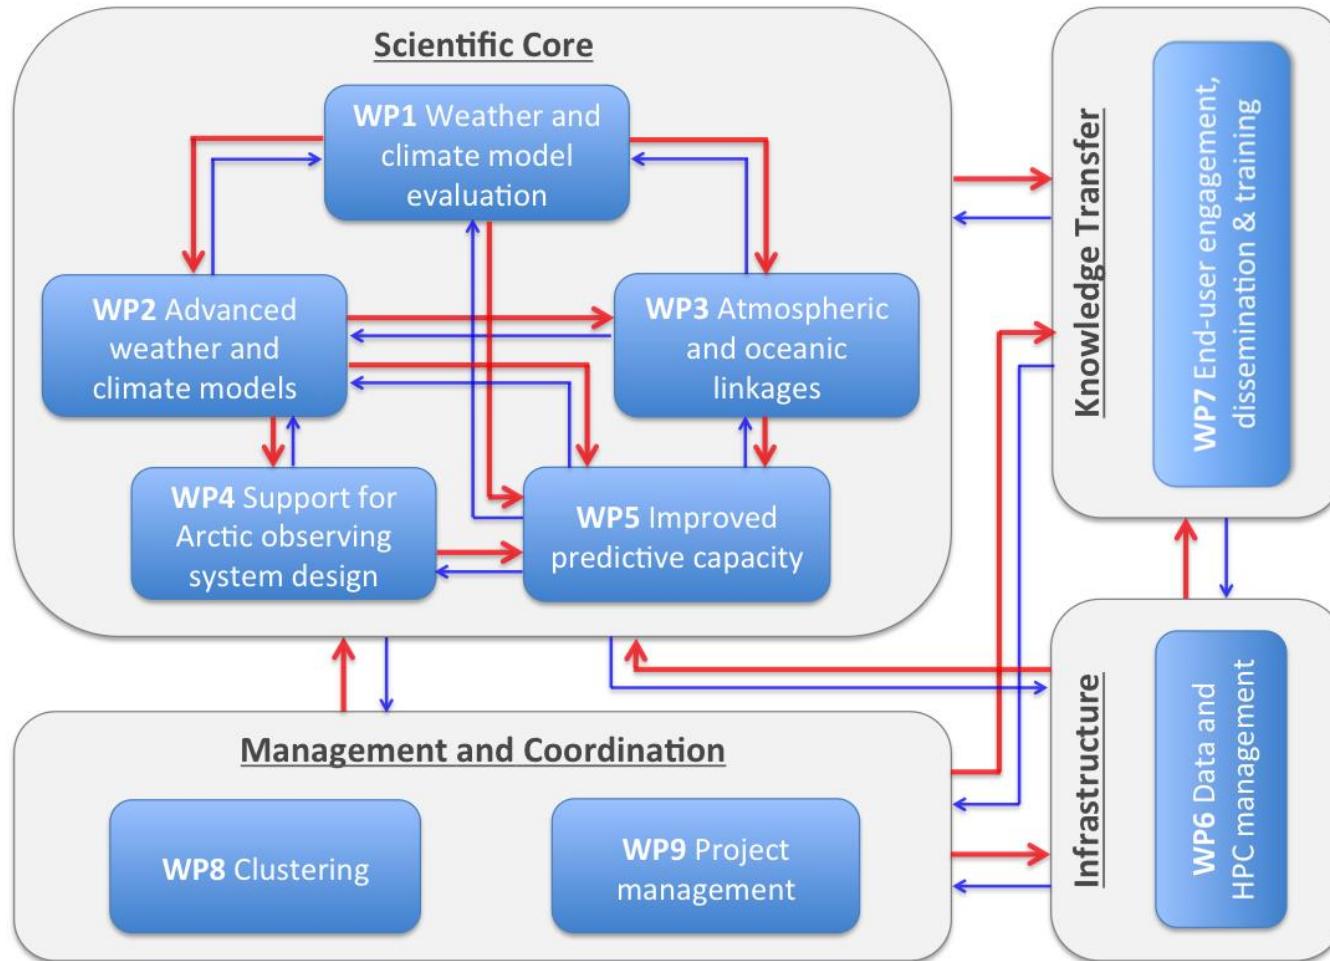 Scientific Core
WP1 Weather and
climate model
evaluation
WP2 Advanced
weather and
climate models
WP3 Atmospheric
and oceanic
linkages
WP4 Support for
Arctic observing
system design
WP5 Improved
predictive capacity
Knowledge Transfer
WP7 End-user engagement,
dissemination & training
Management and Coordination
WP8 Clustering
WP9 Project
management
Infrastructure
WP6 Data and
HPC management